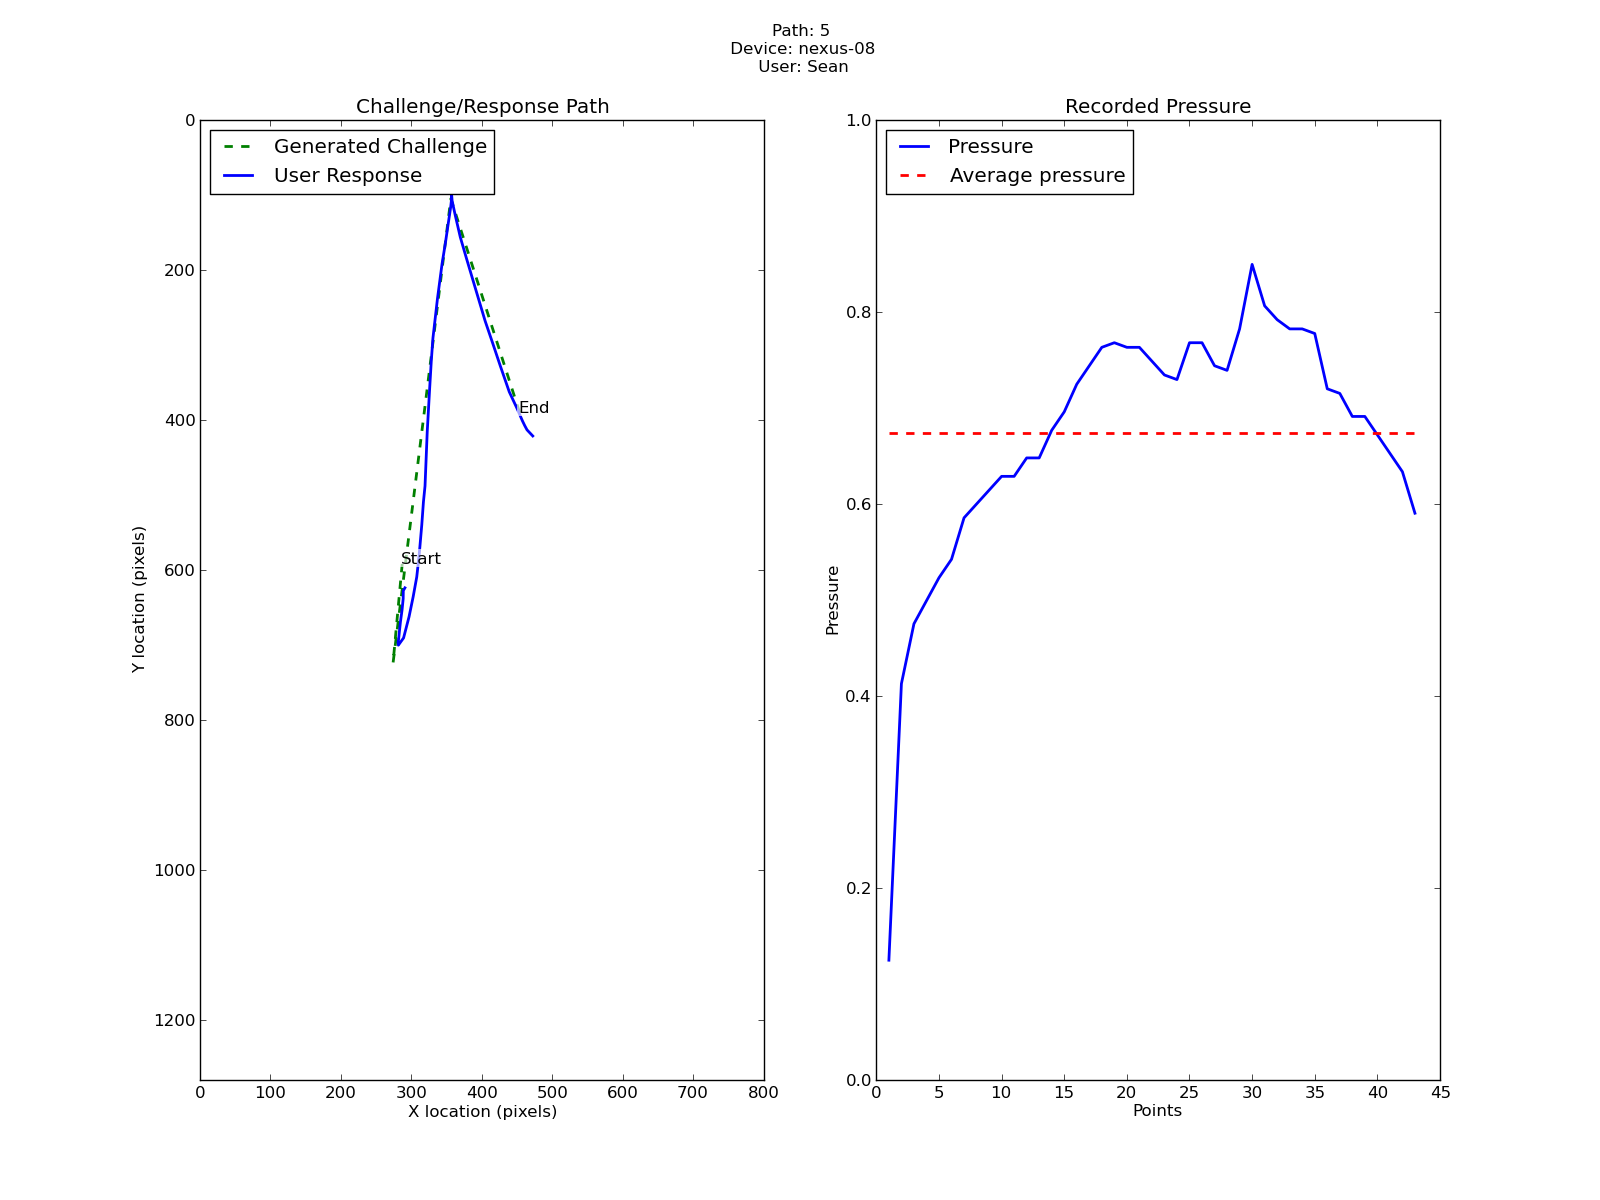 Path: 5
Device: nexus-08
User: Sean
Challenge/Response Path
Generated Challenge
User Response
0
200
400
600
800
1000
1200
Y location (pixels)
Start
End
0 100 200 300 400 500 600 700 800
X location (pixels)
Recorded Pressure
Pressure
Average pressure
1.0
0.8
0.6
0.4
0.2
0.0
Pressure
0 5 10 15 20 25 30 35 40 45
Points